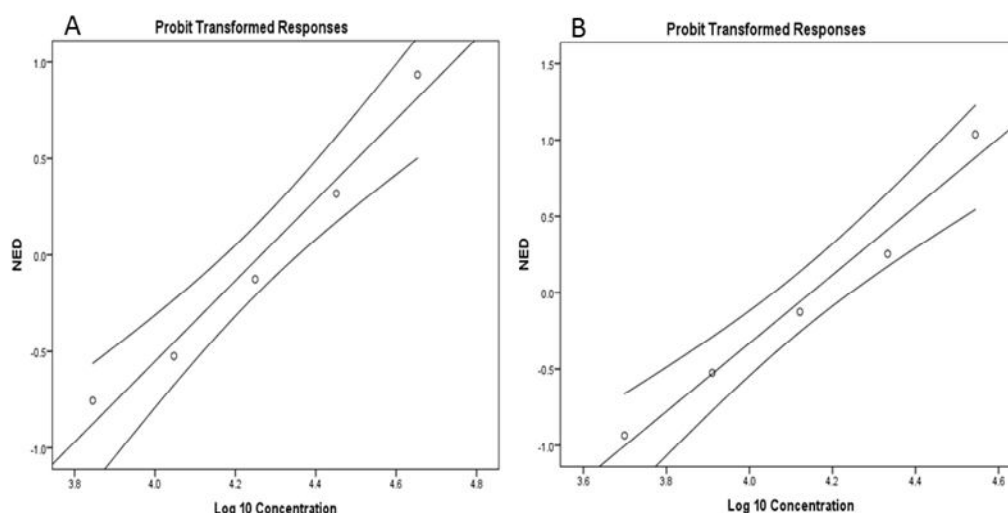 A
Probit Transformed Responses
NED
1.0
0.5
0.0
-0.5
-1.0
3.8 4.0 4.2 4.4 4.6 4.8
Log 10 Concentration
B
Probit Transformed Responses
NED
1.5
1.0
0.5
0.0
-0.5
-1.0
3.6 3.8 4.0 4.2 4.4 4.6
Log 10 Concentration